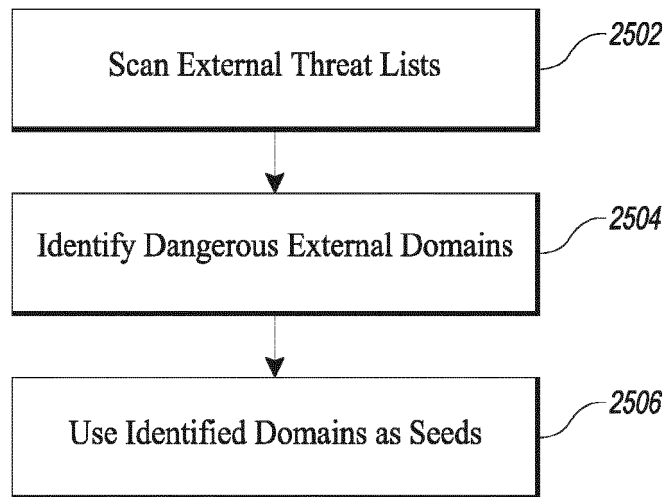 Scan External Threat Lists
2502
Identify Dangerous External Domains
2504
Use Identified Domains as Seeds
2506